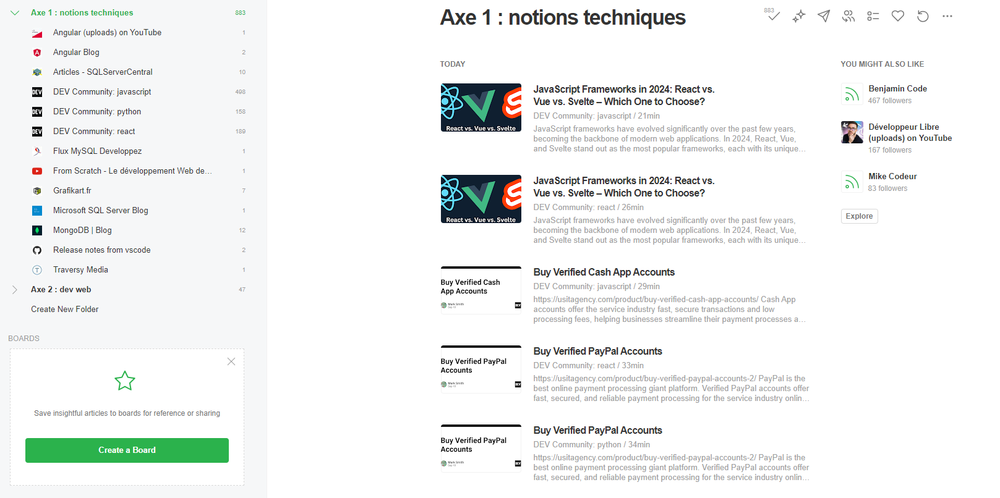 Axe 1 : notions techniques 883
Angular (uploads) on YouTube 1
Angular Blog 2
Articles - SQLServerCentral 10
DEV Community: javascript 498
DEV Community: python 158
DEV Community: react 189
Flux MySQL Developpez 1
From Scratch - Le développement Web de… 1
Grafikart.fr 7
Microsoft SQL Server Blog 1
MongoDB | Blog 12
Release notes from vscode 2
Traversy Media 1
Axe 2 : dev web 47
Create New Folder
BOARDS
Save insightful articles to boards for reference or sharing
Create a Board
Axe 1 : notions techniques
883
TODAY
React vs. Vue vs. Svelte
JavaScript Frameworks in 2024: React vs.
Vue vs. Svelte – Which One to Choose?
DEV Community: javascript / 21min
JavaScript frameworks have evolved significantly over the past few years,
becoming the backbone of modern web applications. In 2024, React, Vue,
and Svelte stand out as the most popular frameworks, each with its unique…
React vs. Vue vs. Svelte
JavaScript Frameworks in 2024: React vs.
Vue vs. Svelte – Which One to Choose?
DEV Community: react / 26min
JavaScript frameworks have evolved significantly over the past few years,
becoming the backbone of modern web applications. In 2024, React, Vue,
and Svelte stand out as the most popular frameworks, each with its unique…
Buy Verified Cash
App Accounts
Mark Smith
Sep 18
DEV
Buy Verified Cash App Accounts
DEV Community: javascript / 29min
https://usitagency.com/product/buy-verified-cash-app-accounts/ Cash App
accounts offer the service industry fast, secure transactions and low
processing fees, helping businesses streamline their payment processes a…
Buy Verified PayPal
Accounts
Mark Smith
Sep 18
DEV
Buy Verified PayPal Accounts
DEV Community: react / 33min
https://usitagency.com/product/buy-verified-paypal-accounts-2/ PayPal is the
best online payment processing giant platform. Verified PayPal accounts offer
fast, secured, and reliable payment processing for the service industry onlin…
Buy Verified PayPal
Accounts
Mark Smith
Sep 18
DEV
Buy Verified PayPal Accounts
DEV Community: python / 34min
https://usitagency.com/product/buy-verified-paypal-accounts-2/ PayPal is the
best online payment processing giant platform. Verified PayPal accounts offer
fast, secured, and reliable payment processing for the service industry onlin…
YOU MIGHT ALSO LIKE
Benjamin Code
467 followers
Développeur Libre
(uploads) on YouTube
167 followers
Mike Codeur
83 followers
Explore